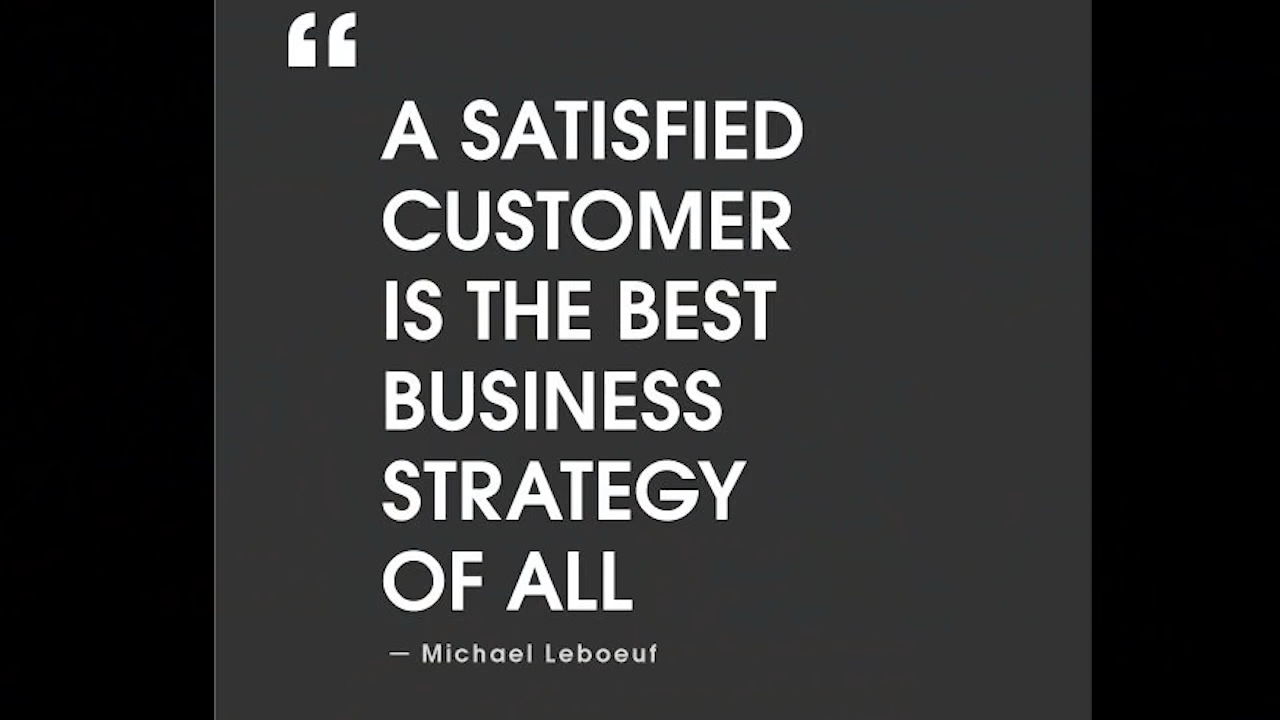 “
A SATISFIED
CUSTOMER
IS THE BEST
BUSINESS
STRATEGY
OF ALL
— Michael Leboeuf